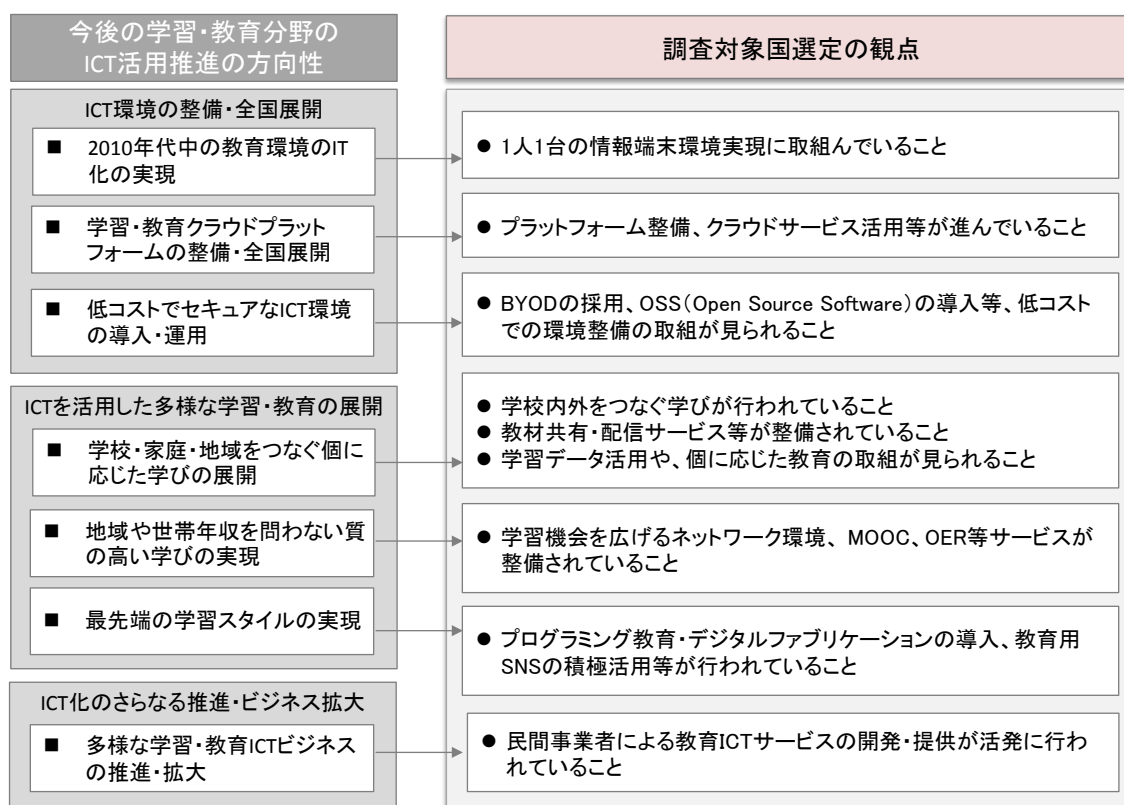 今後の学習・教育分野の
ICT活用推進の方向性
調査対象国選定の観点
ICT環境の整備・全国展開
■ 2010年代中の教育環境のIT
化の実現
● 1人1台の情報端末環境実現に取組んでいること
■ 学習・教育クラウドプラット
フォームの整備・全国展開
● プラットフォーム整備、クラウドサービス活用等が進んでいること
■ 低コストでセキュアなICT環境
の導入・運用
● BYODの採用、OSS(Open Source Software)の導入等、低コスト
での環境整備の取組が見られること
ICTを活用した多様な学習・教育の展開
■ 学校・家庭・地域をつなぐ個に
応じた学びの展開
● 学校内外をつなぐ学びが行われていること
● 教材共有・配信サービス等が整備されていること
● 学習データ活用や、個に応じた教育の取組が見られること
■ 地域や世帯年収を問わない質
の高い学びの実現
● 学習機会を広げるネットワーク環境、 MOOC、OER等サービスが
整備されていること
■ 最先端の学習スタイルの実現
● プログラミング教育・デジタルファブリケーションの導入、教育用
SNSの積極活用等が行われていること
ICT化のさらなる推進・ビジネス拡大
■ 多様な学習・教育ICTビジネス
の推進・拡大
● 民間事業者による教育ICTサービスの開発・提供が活発に行わ
れていること